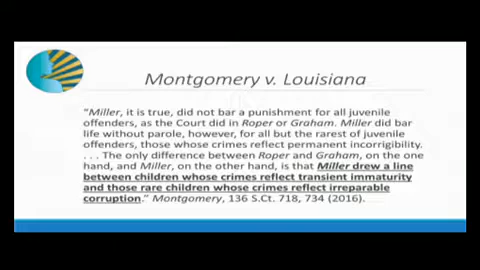 Montgomery v. Louisiana
“Miller, it is true, did not bar a punishment for all juvenile
offenders, as the Court did in Roper or Graham. Miller did bar
life without parole, however, for all but the rarest of juvenile
offenders, those whose crimes reflect permanent incorrigibility.
. . . The only difference between Roper and Graham, on the one
hand, and Miller, on the other hand, is that Miller drew a line
between children whose crimes reflect transient immaturity
and those rare children whose crimes reflect irreparable
corruption.” Montgomery, 136 S.Ct. 718, 734 (2016).